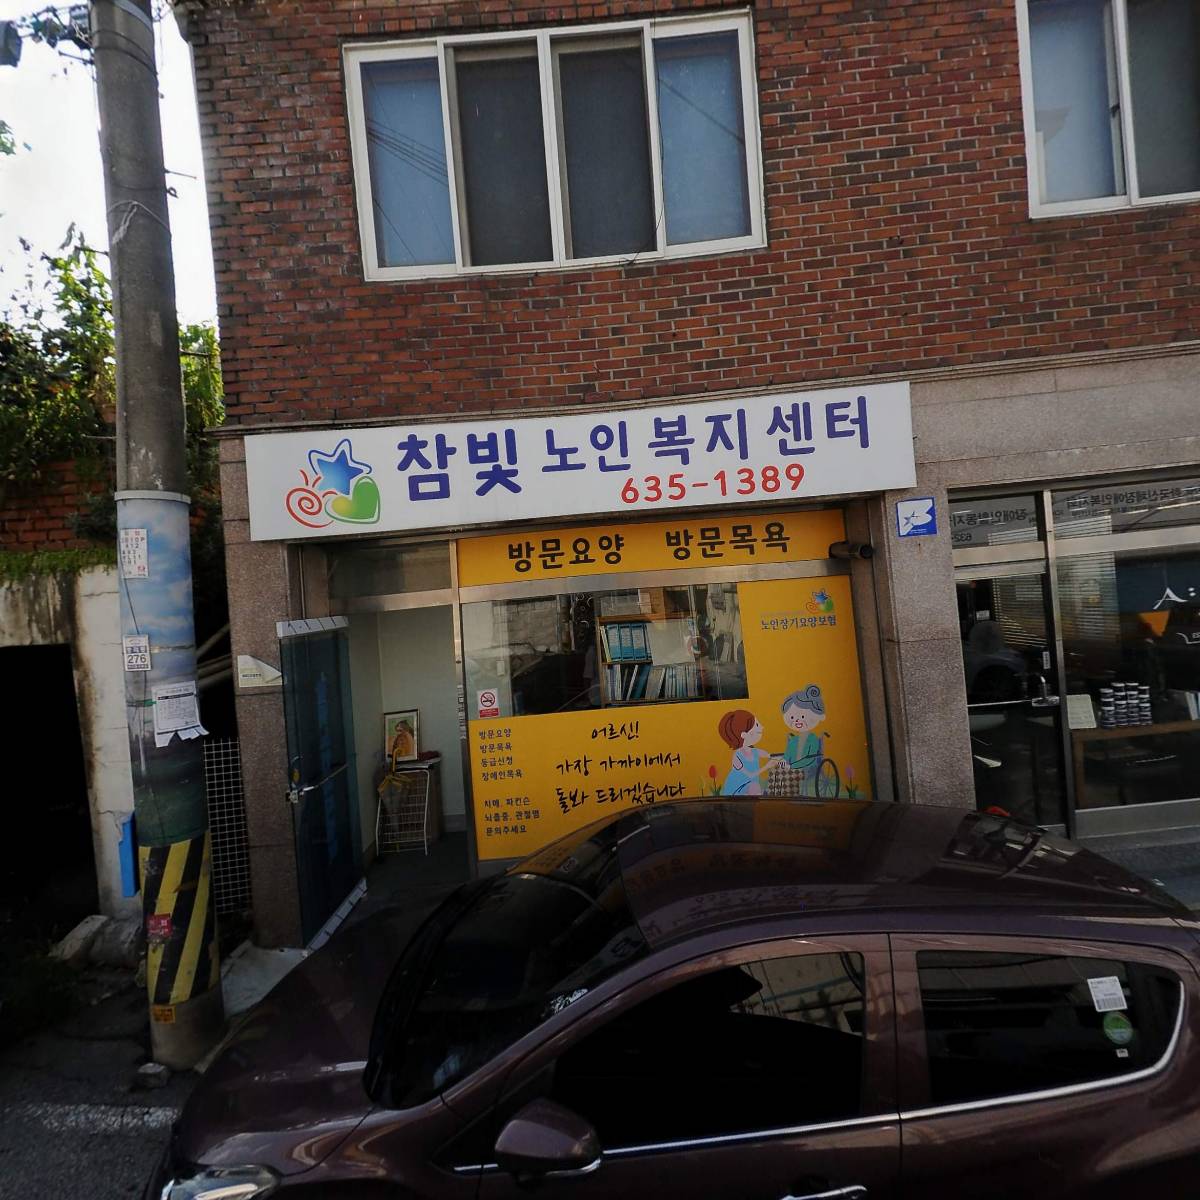 참빛 노인 복지 센터
635-1389
방문요양 방문목욕
노인장기요양보험
어르신!
가장 가까이에서
돌봐 드리겠습니다
방문요양
방문목욕
등급신청
장애인목욕
치매, 파킨슨
뇌졸중, 관절염
문의주세요
276